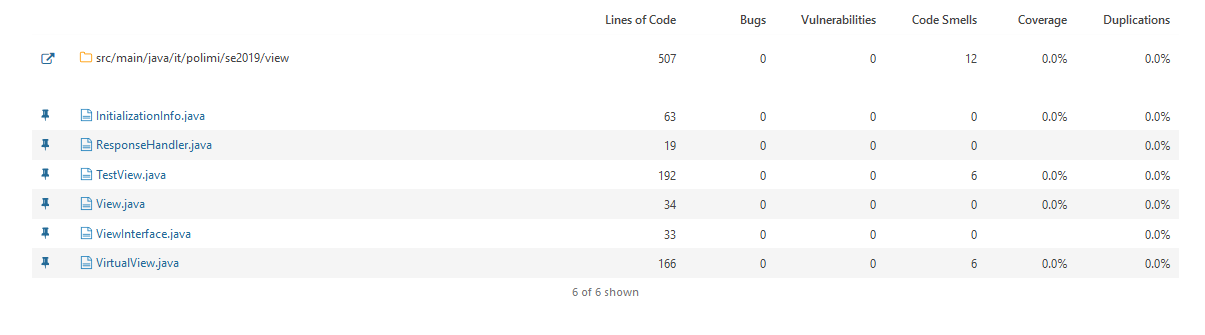 Lines of Code Bugs Vulnerabilities Code Smells Coverage Duplications
src/main/java/it/polimi/se2019/view 507 0 0 12 0.0% 0.0%
InitializationInfo.java 63 0 0 0 0.0% 0.0%
ResponseHandler.java 19 0 0 0 0.0%
TestView.java 192 0 0 6 0.0% 0.0%
View.java 34 0 0 0 0.0% 0.0%
ViewInterface.java 33 0 0 0 0.0%
VirtualView.java 166 0 0 6 0.0% 0.0%
6 of 6 shown